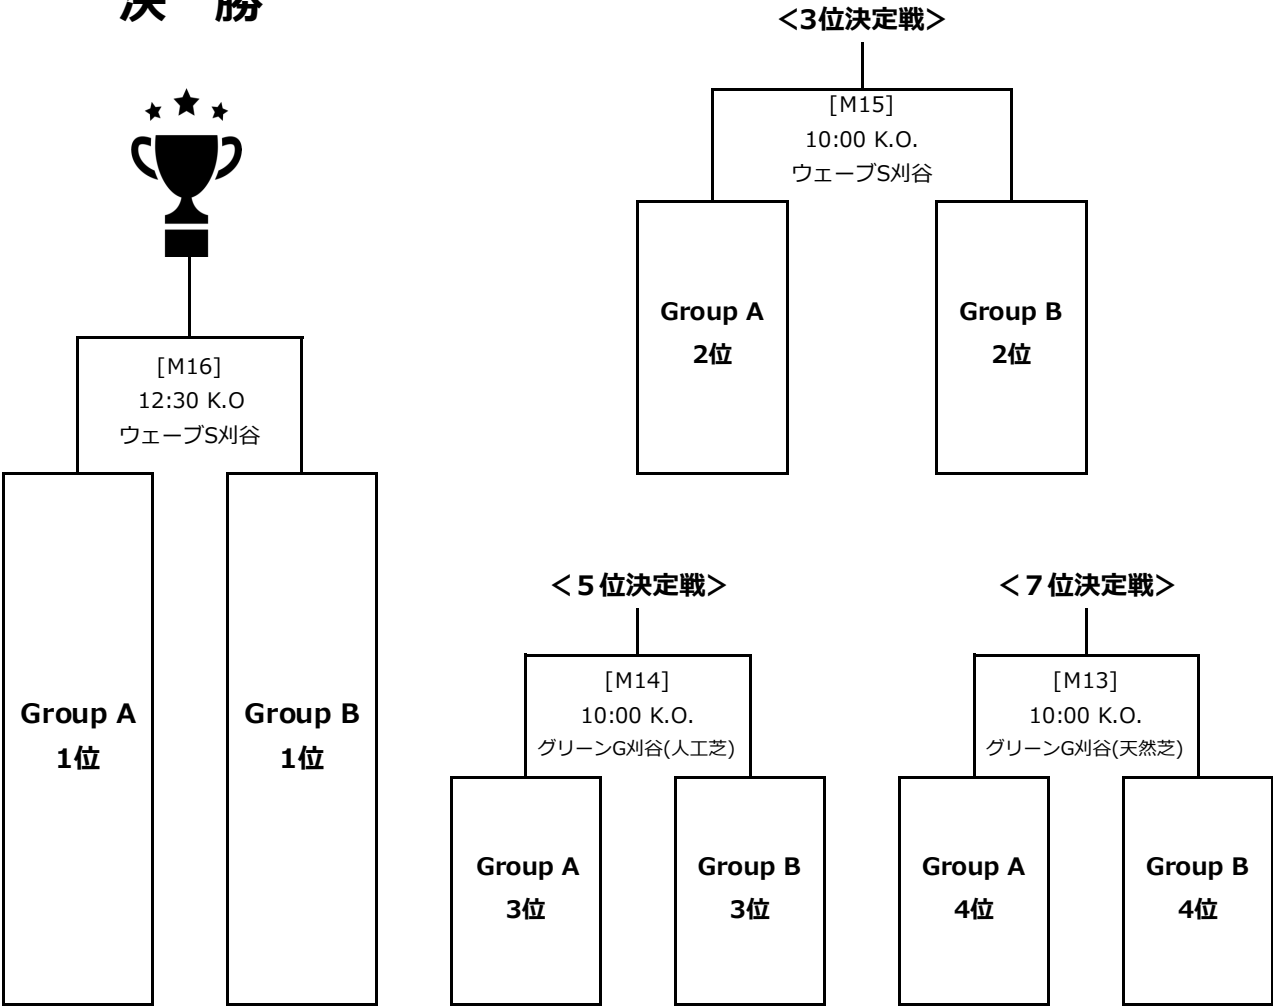 決 勝
[M16]
12:30 K.O
ウェーブS刈谷
Group A
1位
Group B
1位
＜3位決定戦＞
[M15]
10:00 K.O.
ウェーブS刈谷
Group A
2位
Group B
2位
＜５位決定戦＞
[M14]
10:00 K.O.
グリーンG刈谷(人工芝)
Group A
3位
Group B
3位
＜７位決定戦＞
[M13]
10:00 K.O.
グリーンG刈谷(天然芝)
Group A
4位
Group B
4位